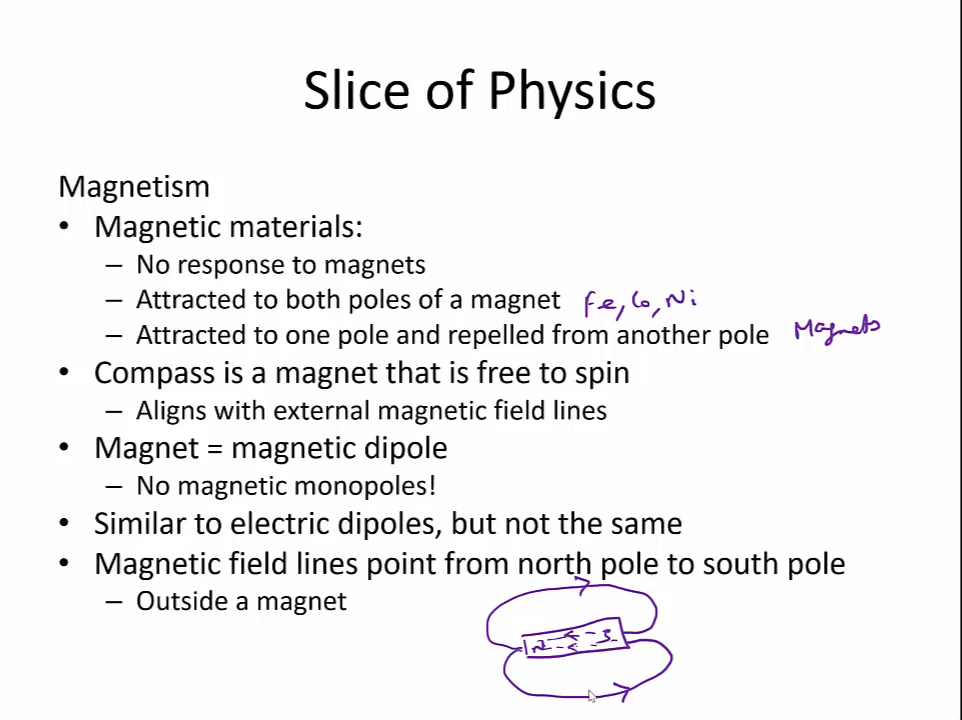 Slice of Physics
Magnetism
• Magnetic materials:
– No response to magnets
– Attracted to both poles of a magnet Fe, Co, Ni
– Attracted to one pole and repelled from another pole Magnets
• Compass is a magnet that is free to spin
– Aligns with external magnetic field lines
• Magnet = magnetic dipole
– No magnetic monopoles!
• Similar to electric dipoles, but not the same
• Magnetic field lines point from north pole to south pole
– Outside a magnet
N S